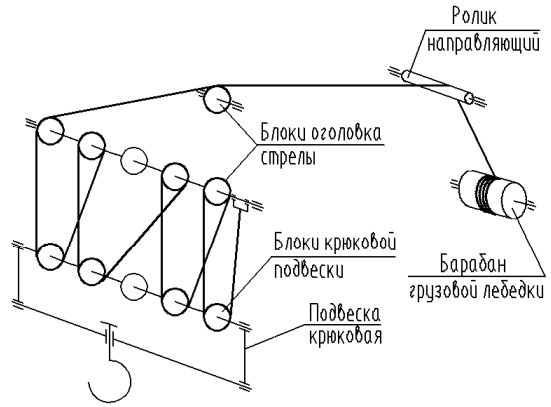 Ролик
направляющий
Блоки оголовка
стрелы
Блоки крюковой
подвески
Барабан
грузовой лебедки
Подвеска
крюковая